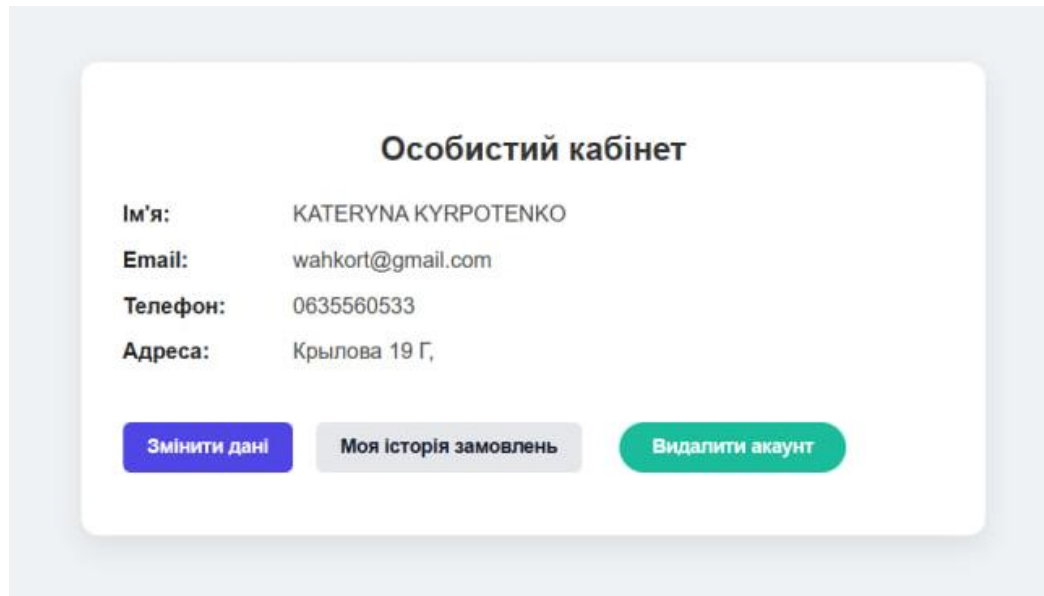 Особистий кабінет
Ім'я: KATERYNA KYRPOTENKO
Email: wahkort@gmail.com
Телефон: 0635560533
Адреса: Крылова 19 Г,
Змінити дані Моя історія замовлень Видалити акаунт